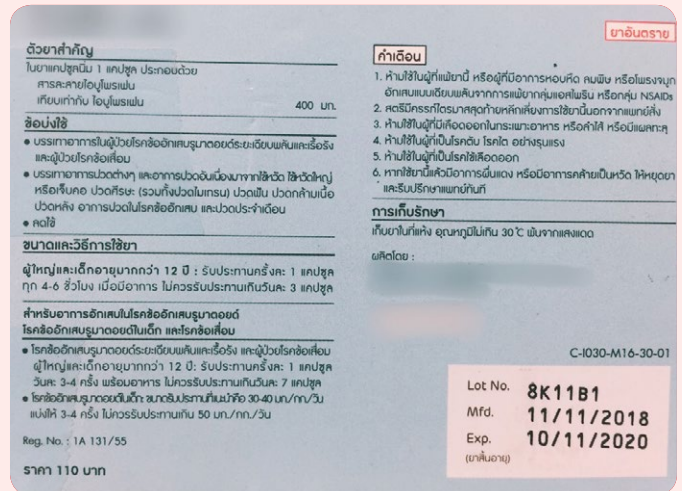 ตัวยาสำคัญ
ในยาแคปซูลนิ่ม 1 แคปซูล ประกอบด้วย
สารละลายไอบูโพรเฟน
เทียบเท่ากับ ไอบูโพรเฟน 400 มก.
ข้อบ่งใช้
• บรรเทาอาการในผู้ป่วยโรคข้ออักเสบรูมาตอยด์ระยะเฉียบพลันและเรื้อรัง
และผู้ป่วยโรคข้อเสื่อม
• บรรเทาอาการปวดต่างๆ และอาการปวดอันเนื่องมาจากไข้หวัด ไข้หวัดใหญ่
หรือเจ็บคอ ปวดศีรษะ (รวมทั้งปวดไมเกรน) ปวดฟัน ปวดกล้ามเนื้อ
ปวดหลัง อาการปวดในโรคข้ออักเสบ และปวดประจำเดือน
• ลดไข้
ขนาดและวิธีการใช้ยา
ผู้ใหญ่และเด็กอายุมากกว่า 12 ปี : รับประทานครั้งละ 1 แคปซูล
ทุก 4-6 ชั่วโมง เมื่อมีอาการ ไม่ควรรับประทานเกินวันละ 3 แคปซูล
สำหรับอาการอักเสบในโรคข้ออักเสบรูมาตอยด์
โรคข้ออักเสบรูมาตอยด์ในเด็ก และโรคข้อเสื่อม
• โรคข้ออักเสบรูมาตอยด์ระยะเฉียบพลันและเรื้อรัง และผู้ป่วยโรคข้อเสื่อม
ผู้ใหญ่และเด็กอายุมากกว่า 12 ปี: รับประทานครั้งละ 1 แคปซูล
วันละ 3-4 ครั้ง พร้อมอาหาร ไม่ควรรับประทานเกินวันละ 7 แคปซูล
• โรคข้ออักเสบรูมาตอยด์ในเด็ก: ขนาดรับประทานที่แนะนำคือ 30-40 มก/กก/วัน
แบ่งให้ 3-4 ครั้ง ไม่ควรรับประทานเกิน 50 มก./กก./วัน
Reg. No. : 1A 131/55
ราคา 110 บาท
ยาอันตราย
คำเตือน
1. ห้ามใช้ในผู้ที่แพ้ยานี้ หรือผู้ที่มีอาการหอบหืด ลมพิษ หรือโพรงจมูก
อักเสบแบบเฉียบพลันจากการแพ้ยากลุ่มแอสไพริน หรือกลุ่ม NSAIDs
2. สตรีมีครรภ์ไตรมาสสุดท้ายหลีกเลี่ยงการใช้ยานี้นอกจากแพทย์สั่ง
3. ห้ามใช้ในผู้ที่มีเลือดออกในกระเพาะอาหาร หรือลำไส้ หรือมีแผลทะลุ
4. ห้ามใช้ในผู้ที่เป็นโรคตับ โรคไต อย่างรุนแรง
5. ห้ามใช้ในผู้ที่เป็นโรคไข้เลือดออก
6. หากใช้ยานี้แล้วมีอาการผื่นแดง หรือมีอาการคล้ายเป็นหวัด ให้หยุดยา
และรีบปรึกษาแพทย์ทันที
การเก็บรักษา
เก็บยาในที่แห้ง อุณหภูมิไม่เกิน 30 ํC พ้นจากแสงแดด
ผลิตโดย :
C-I030-M16-30-01
Lot No. 8K11B1
Mfd. 11/11/2018
Exp. 10/11/2020
(ยาสิ้นอายุ)